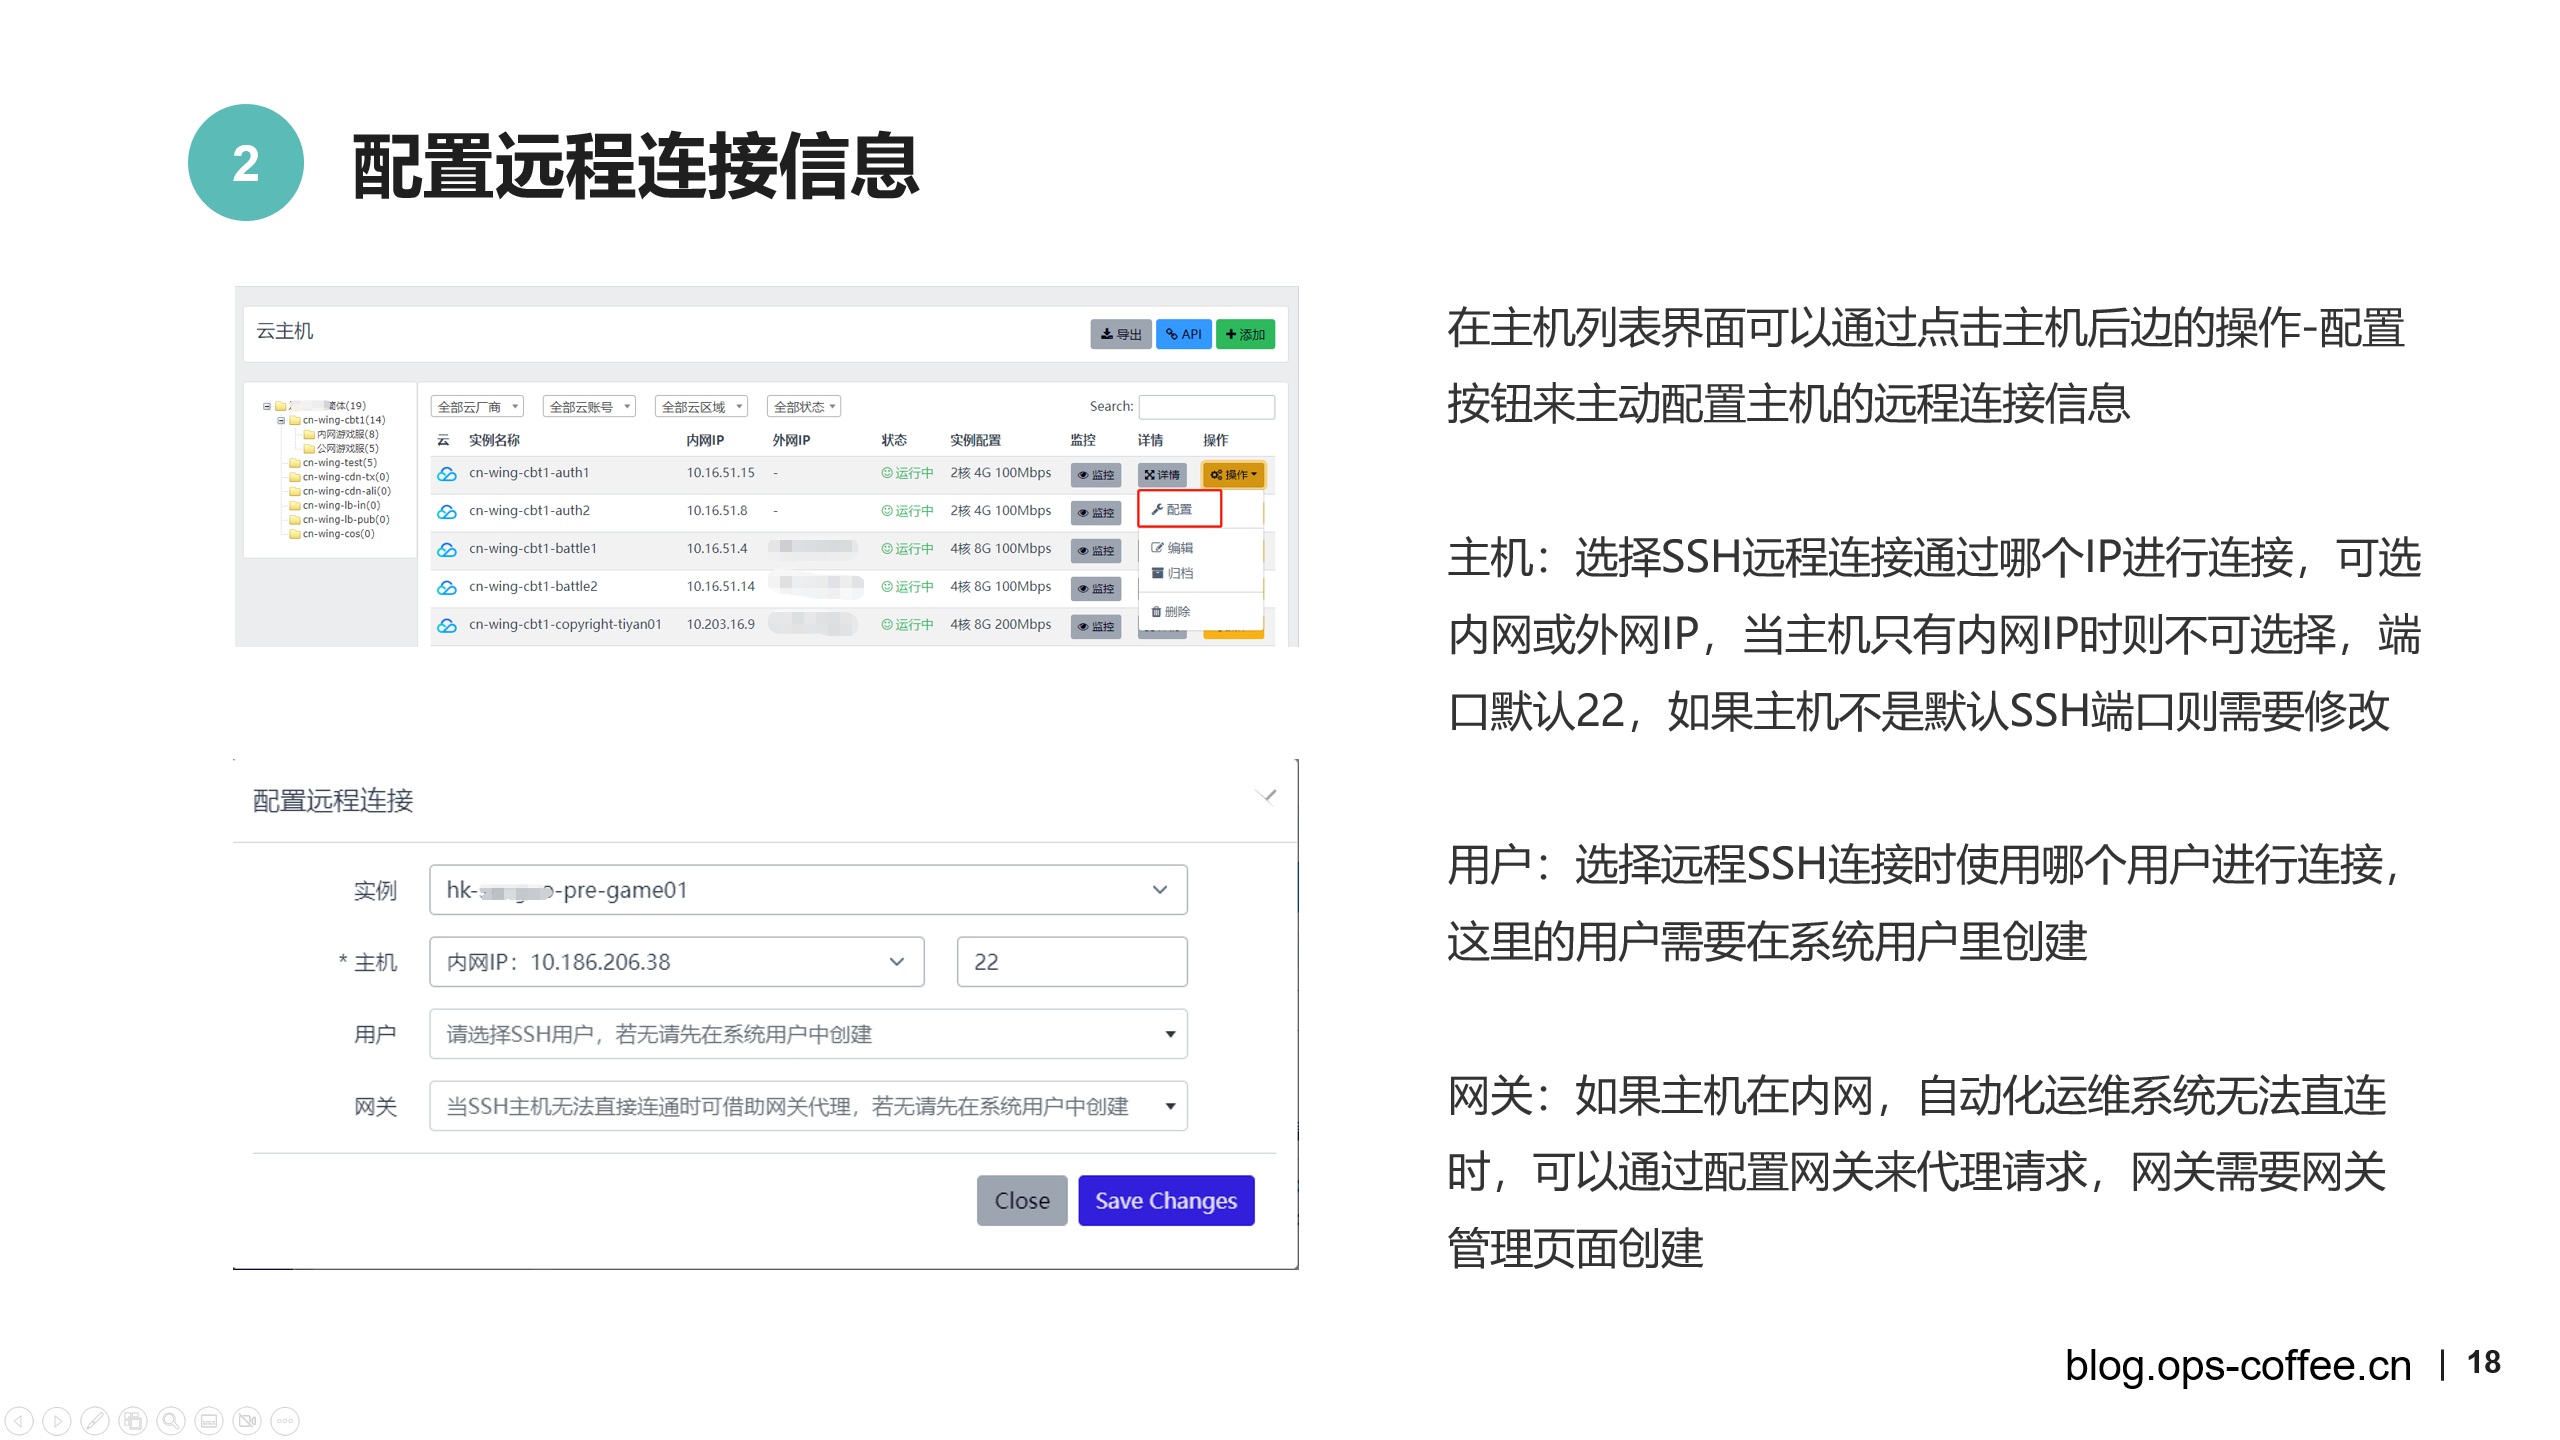 2
配置远程连接信息
云主机
导出 API 添加
简体(19)
cn-wing-cbt1(14)
内网游戏服(8)
公网游戏服(5)
cn-wing-test(5)
cn-wing-cdn-tx(0)
cn-wing-cdn-ali(0)
cn-wing-lb-in(0)
cn-wing-lb-pub(0)
cn-wing-cos(0)
全部云厂商 全部云账号 全部云区域 全部状态 Search:
云 实例名称 内网IP 外网IP 状态 实例配置 监控 详情 操作
cn-wing-cbt1-auth1 10.16.51.15 - 运行中 2核 4G 100Mbps 监控 详情 操作
cn-wing-cbt1-auth2 10.16.51.8 - 运行中 2核 4G 100Mbps 监控
cn-wing-cbt1-battle1 10.16.51.4 运行中 4核 8G 100Mbps 监控
cn-wing-cbt1-battle2 10.16.51.14 运行中 4核 8G 100Mbps 监控
cn-wing-cbt1-copyright-tiyan01 10.203.16.9 运行中 4核 8G 200Mbps 监控
配置
编辑
归档
删除
配置远程连接
实例 hk- -pre-game01
* 主机 内网IP：10.186.206.38 22
用户 请选择SSH用户，若无请先在系统用户中创建
网关 当SSH主机无法直接连通时可借助网关代理，若无请先在系统用户中创建
Close Save Changes
在主机列表界面可以通过点击主机后边的操作-配置
按钮来主动配置主机的远程连接信息
主机：选择SSH远程连接通过哪个IP进行连接，可选
内网或外网IP，当主机只有内网IP时则不可选择，端
口默认22，如果主机不是默认SSH端口则需要修改
用户：选择远程SSH连接时使用哪个用户进行连接，
这里的用户需要在系统用户里创建
网关：如果主机在内网，自动化运维系统无法直连
时，可以通过配置网关来代理请求，网关需要网关
管理页面创建
blog.ops-coffee.cn | 18